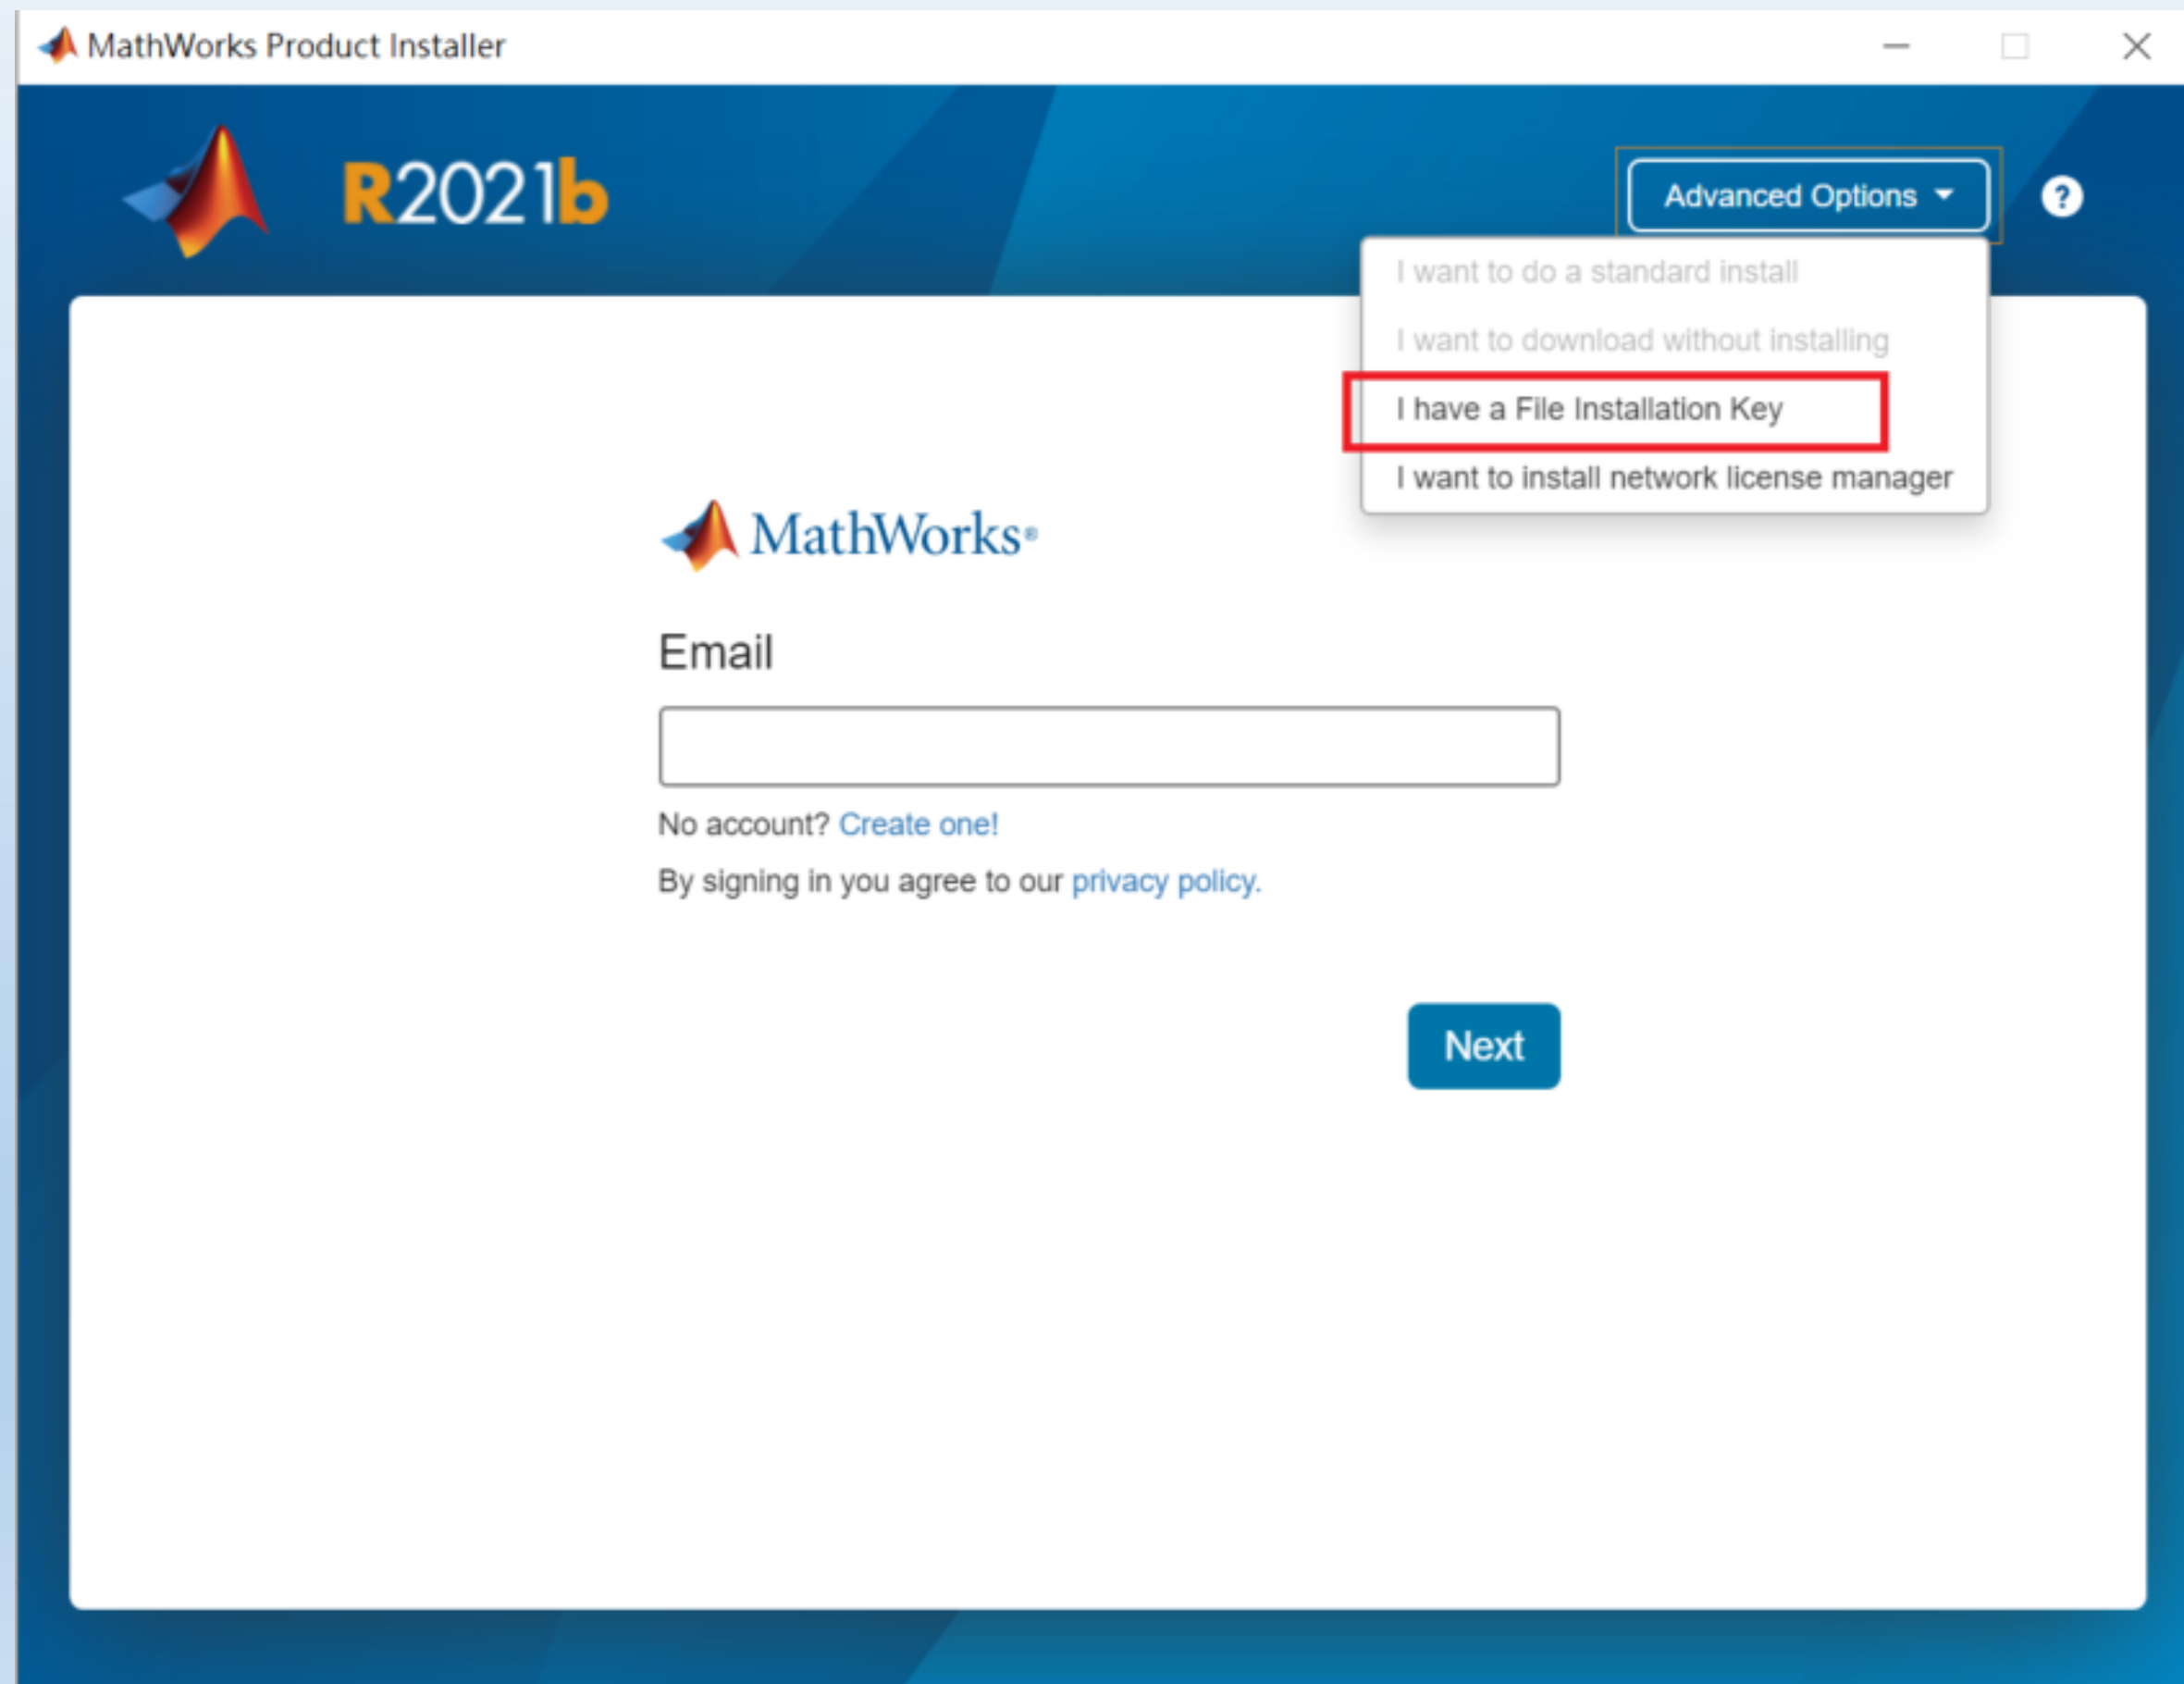 MathWorks Product Installer
R2021b
Advanced Options
?
I want to do a standard install
I want to download without installing
I have a File Installation Key
I want to install network license manager
MathWorks®
Email
No account? Create one!
By signing in you agree to our privacy policy.
Next